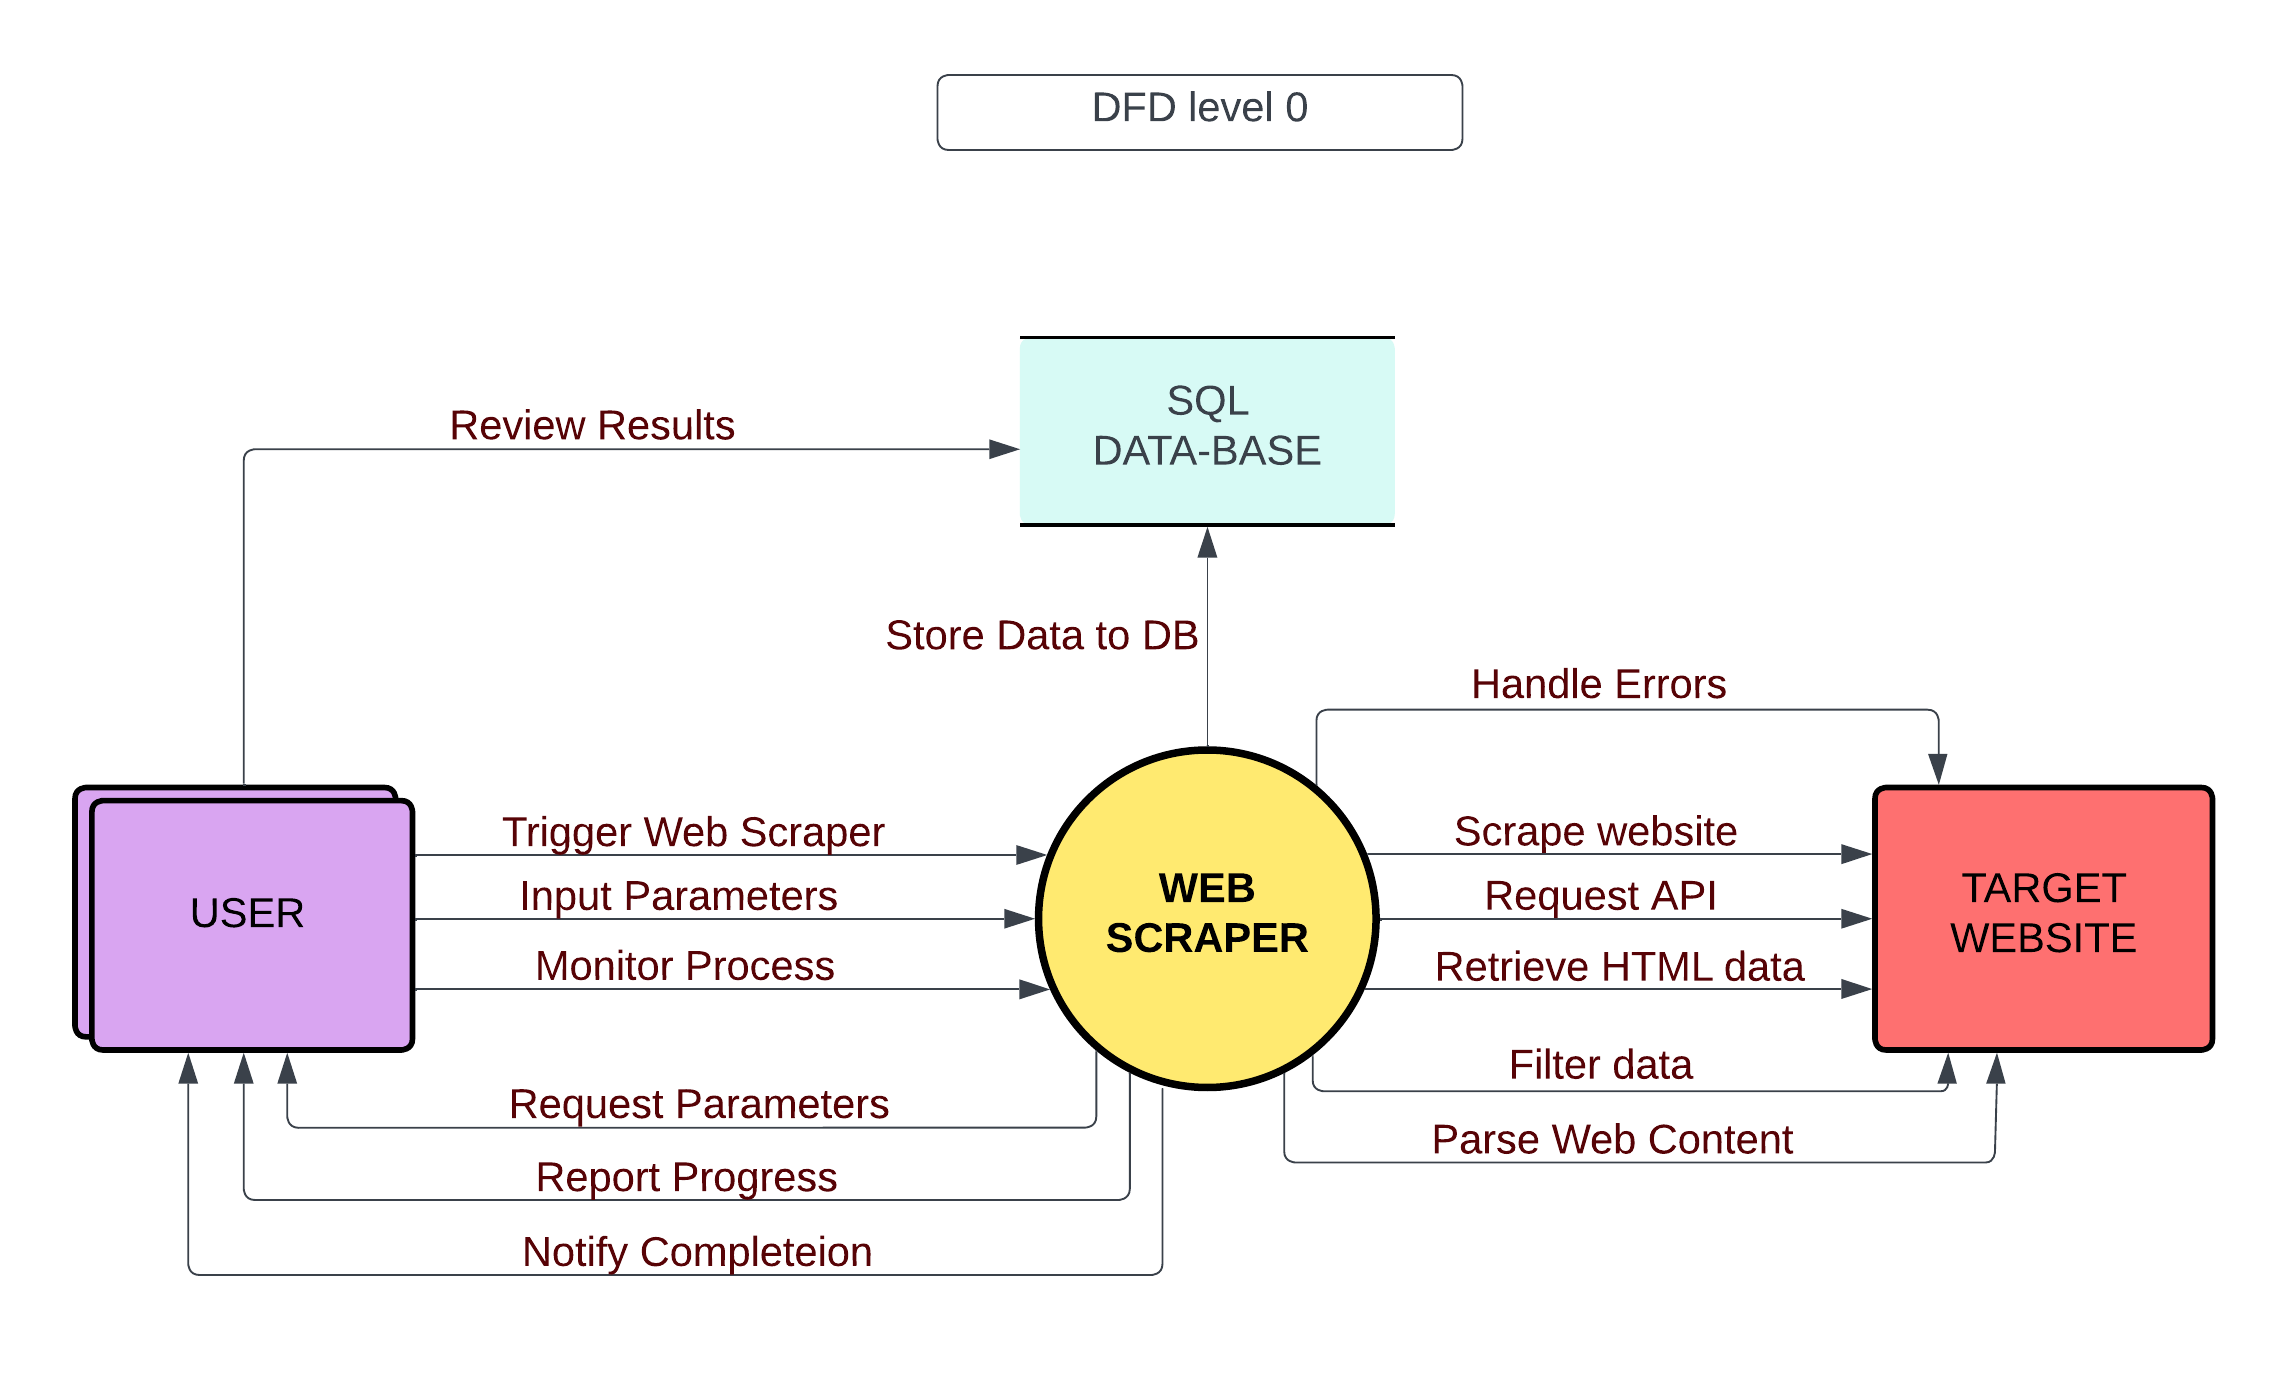 DFD level 0
SQL
DATA-BASE
Review Results
Store Data to DB
Handle Errors
Trigger Web Scraper
Scrape website
Input Parameters
Request API
Monitor Process
Retrieve HTML data
USER
WEB
SCRAPER
TARGET
WEBSITE
Filter data
Request Parameters
Parse Web Content
Report Progress
Notify Completeion